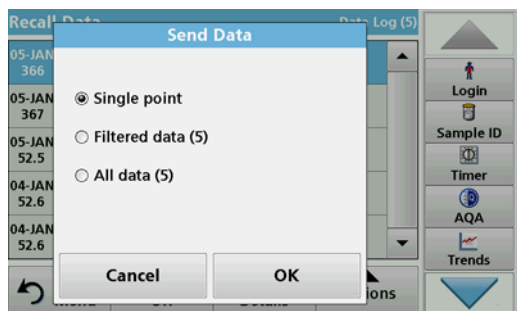 Recall Data
Data Log (5)
Send Data
05-JAN
366
05-JAN
367
05-JAN
52.5
04-JAN
52.6
04-JAN
52.6
Single point
Filtered data (5)
All data (5)
Cancel
OK
Login
Sample ID
Timer
AQA
Trends